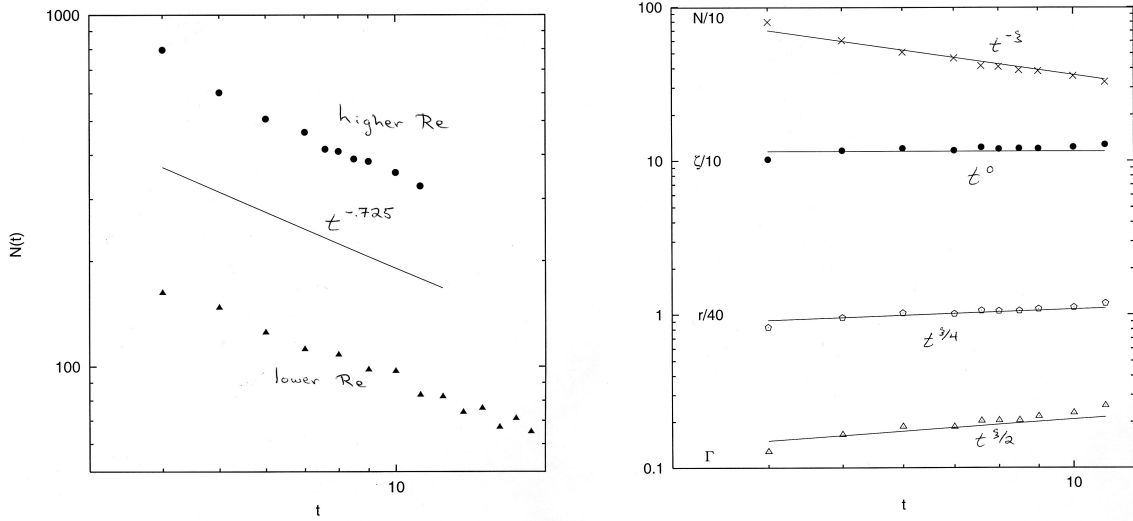 1000
higher Re
t^-.725
N(t)
100
lower Re
10
t
100
N/10
t^-ξ
10
ζ/10
t^0
1
r/40
t^ξ/4
t^ξ/2
0.1
Γ
10
t